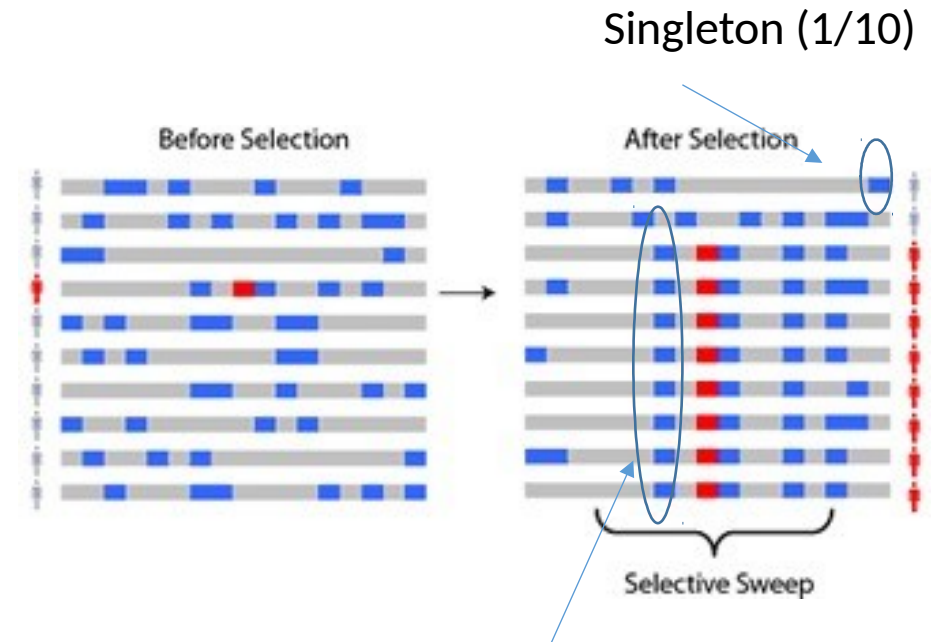 Singleton (1/10)
Before Selection
After Selection
Selective Sweep